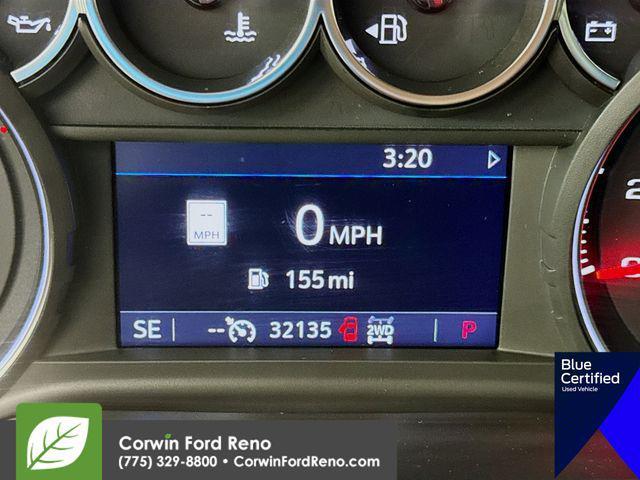 3:20
--
MPH
0 MPH
155 mi
SE -- 32135 2WD P
2
Blue
Certified
Used Vehicle
Corwin Ford Reno
(775) 329-8800 • CorwinFordReno.com